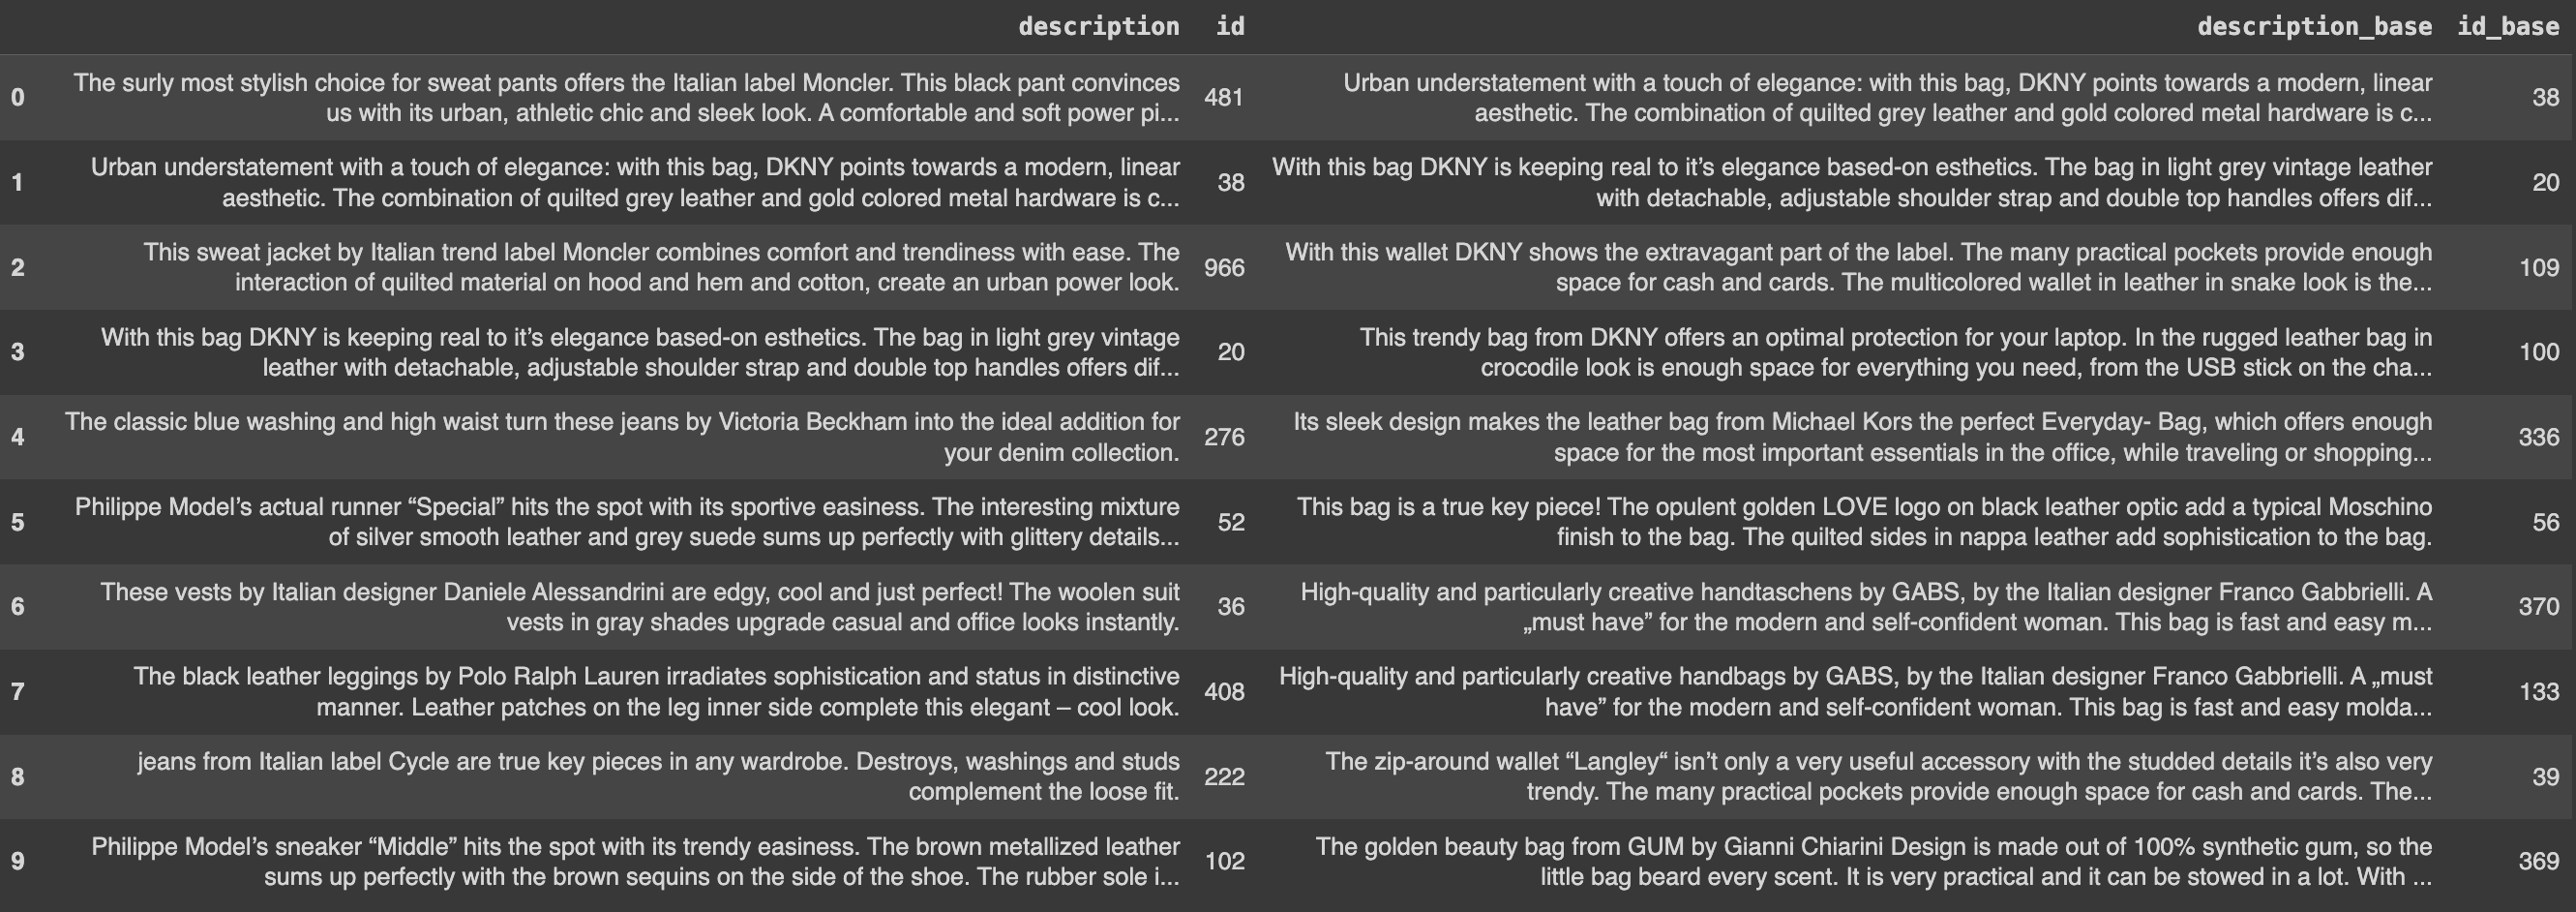 description id description_base id_base
0 The surly most stylish choice for sweat pants offers the Italian label Moncler. This black pant convinces us with its urban, athletic chic and sleek look. A comfortable and soft power pi... 481 Urban understatement with a touch of elegance: with this bag, DKNY points towards a modern, linear aesthetic. The combination of quilted grey leather and gold colored metal hardware is c... 38
1 Urban understatement with a touch of elegance: with this bag, DKNY points towards a modern, linear aesthetic. The combination of quilted grey leather and gold colored metal hardware is c... 38 With this bag DKNY is keeping real to it’s elegance based-on esthetics. The bag in light grey vintage leather with detachable, adjustable shoulder strap and double top handles offers dif... 20
2 This sweat jacket by Italian trend label Moncler combines comfort and trendiness with ease. The interaction of quilted material on hood and hem and cotton, create an urban power look. 966 With this wallet DKNY shows the extravagant part of the label. The many practical pockets provide enough space for cash and cards. The multicolored wallet in leather in snake look is the... 109
3 With this bag DKNY is keeping real to it’s elegance based-on esthetics. The bag in light grey vintage leather with detachable, adjustable shoulder strap and double top handles offers dif... 20 This trendy bag from DKNY offers an optimal protection for your laptop. In the rugged leather bag in crocodile look is enough space for everything you need, from the USB stick on the cha... 100
4 The classic blue washing and high waist turn these jeans by Victoria Beckham into the ideal addition for your denim collection. 276 Its sleek design makes the leather bag from Michael Kors the perfect Everyday- Bag, which offers enough space for the most important essentials in the office, while traveling or shopping... 336
5 Philippe Model’s actual runner “Special” hits the spot with its sportive easiness. The interesting mixture of silver smooth leather and grey suede sums up perfectly with glittery details... 52 This bag is a true key piece! The opulent golden LOVE logo on black leather optic add a typical Moschino finish to the bag. The quilted sides in nappa leather add sophistication to the bag. 56
6 These vests by Italian designer Daniele Alessandrini are edgy, cool and just perfect! The woolen suit vests in gray shades upgrade casual and office looks instantly. 36 High-quality and particularly creative handtaschens by GABS, by the Italian designer Franco Gabbrielli. A „must have” for the modern and self-confident woman. This bag is fast and easy m... 370
7 The black leather leggings by Polo Ralph Lauren irradiates sophistication and status in distinctive manner. Leather patches on the leg inner side complete this elegant – cool look. 408 High-quality and particularly creative handbags by GABS, by the Italian designer Franco Gabbrielli. A „must have” for the modern and self-confident woman. This bag is fast and easy molda... 133
8 jeans from Italian label Cycle are true key pieces in any wardrobe. Destroys, washings and studs complement the loose fit. 222 The zip-around wallet “Langley“ isn’t only a very useful accessory with the studded details it’s also very trendy. The many practical pockets provide enough space for cash and cards. The... 39
9 Philippe Model’s sneaker “Middle” hits the spot with its trendy easiness. The brown metallized leather sums up perfectly with the brown sequins on the side of the shoe. The rubber sole i... 102 The golden beauty bag from GUM by Gianni Chiarini Design is made out of 100% synthetic gum, so the little bag beard every scent. It is very practical and it can be stowed in a lot. With ... 369